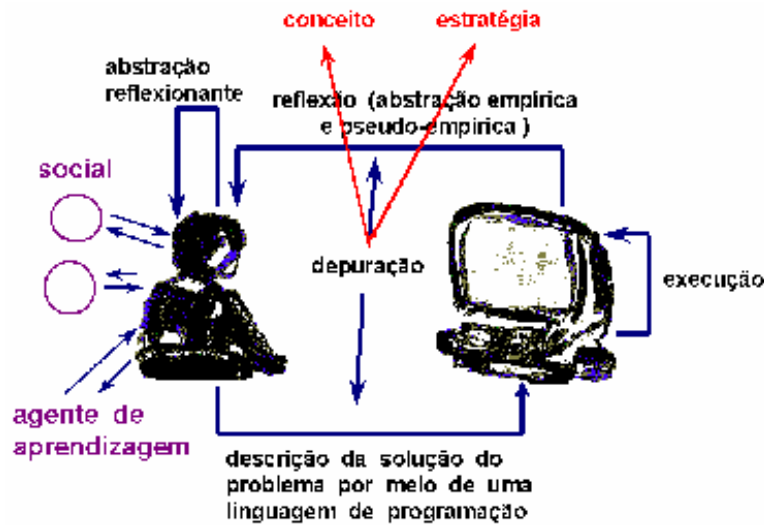 conceito
estratégia
abstração
reflexionante
reflexão (abstração empírica
e pseudo-empírica )
social
depuração
execução
agente de
aprendizagem
descrição da solução do
problema por meio de uma
linguagem de programação